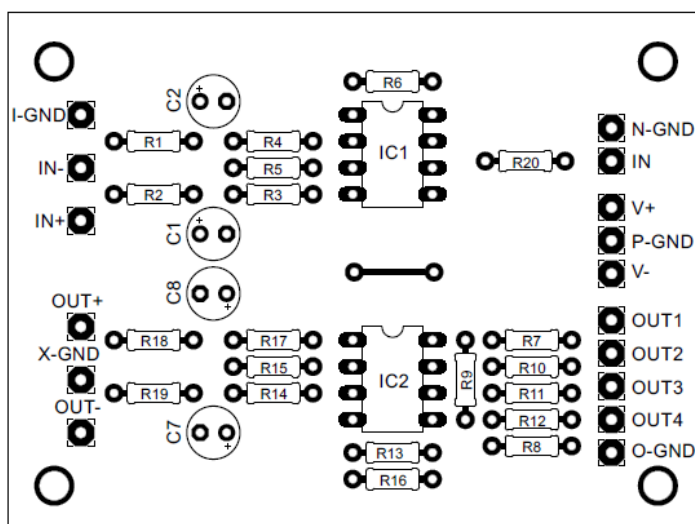 R6
C2
+
I-GND
N-GND
R1
R4
IC1
IN-
R5
R20
IN
R2
R3
V+
IN+
C1
+
P-GND
V-
C8
+
OUT+
OUT1
R18
R17
R7
X-GND
OUT2
R15
R10
R9
IC2
OUT3
R19
R14
R11
OUT-
OUT4
R12
C7
+
R8
O-GND
R13
R16